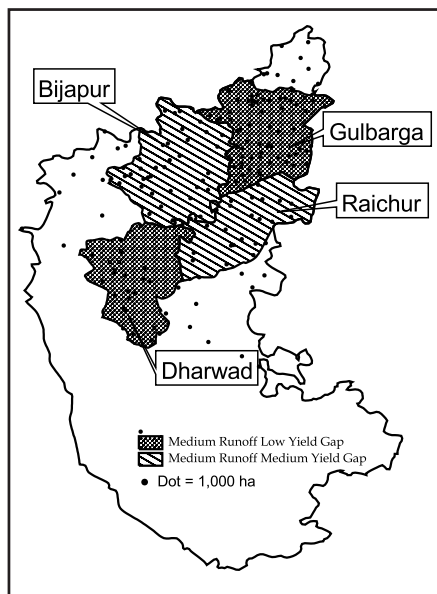 Bijapur
Gulbarga
Raichur
Dharwad
Medium Runoff Low Yield Gap
Medium Runoff Medium Yield Gap
Dot = 1,000 ha